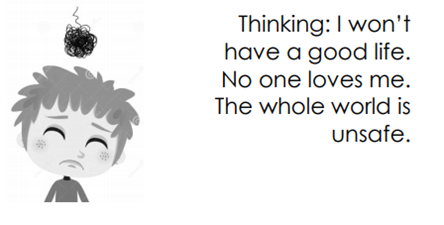 Thinking: I won’t
have a good life.
No one loves me.
The whole world is
unsafe.